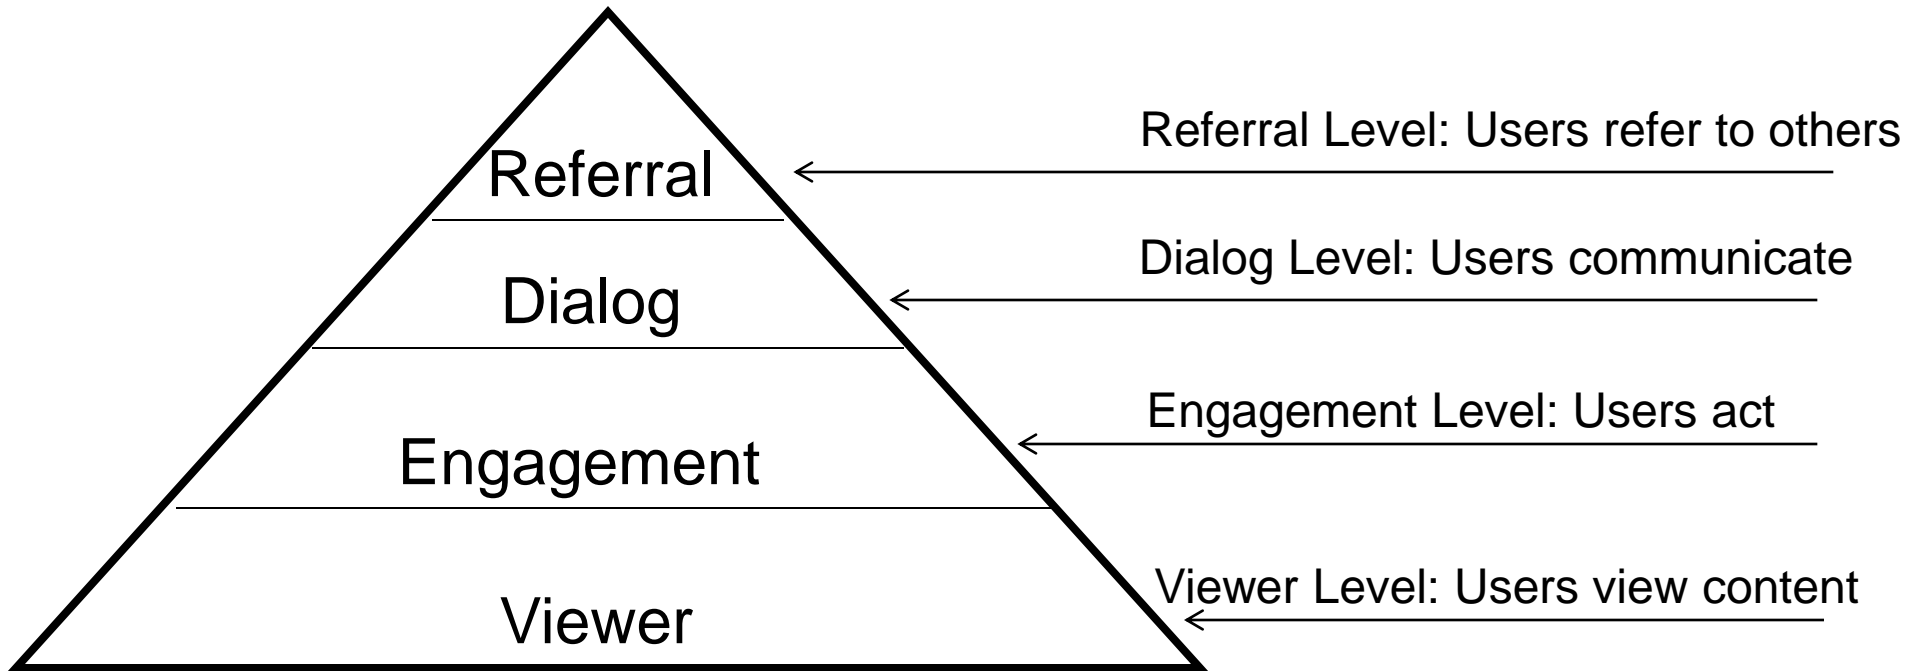 Referral Level: Users refer to others
Referral
Dialog Level: Users communicate
Dialog
Engagement Level: Users act
Engagement
Viewer Level: Users view content
Viewer